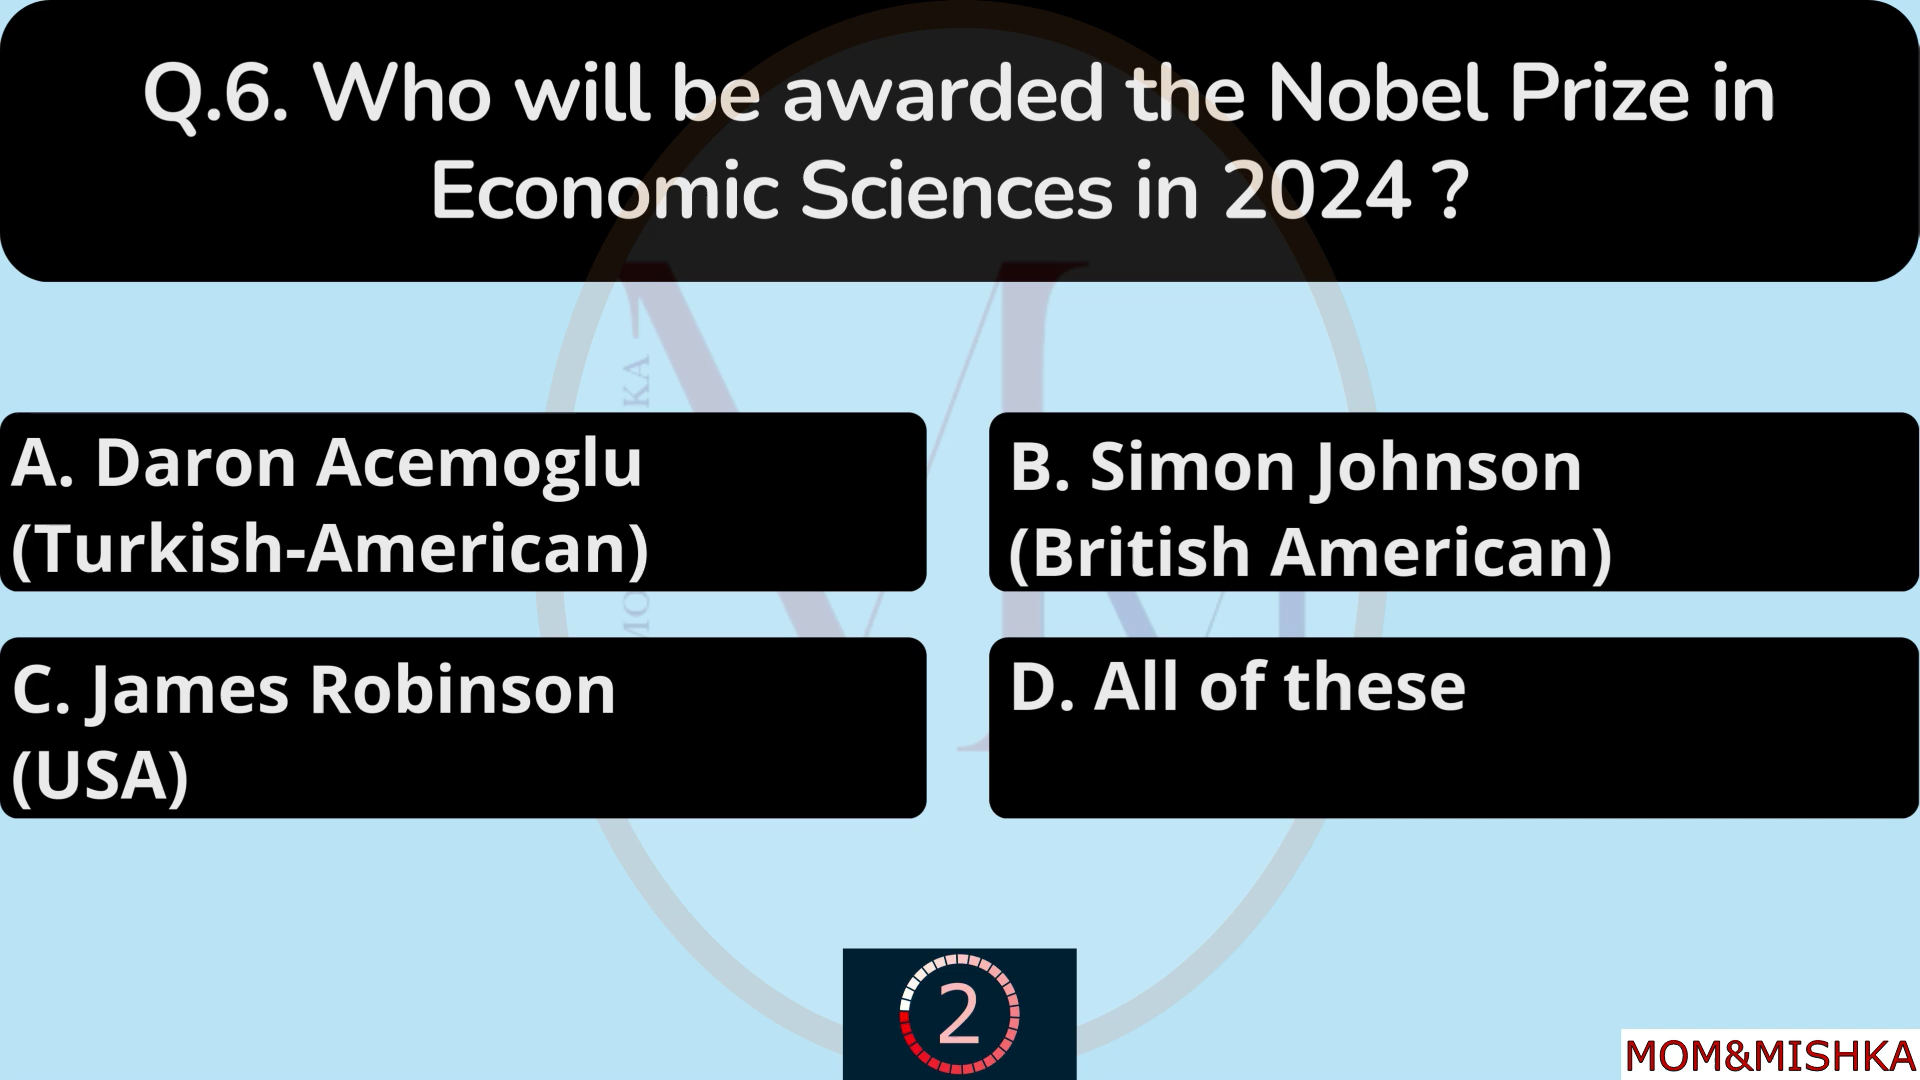 Q.6. Who will be awarded the Nobel Prize in
Economic Sciences in 2024 ?
A. Daron Acemoglu
(Turkish-American)
B. Simon Johnson
(British American)
C. James Robinson
(USA)
D. All of these
2
MOM&MISHKA